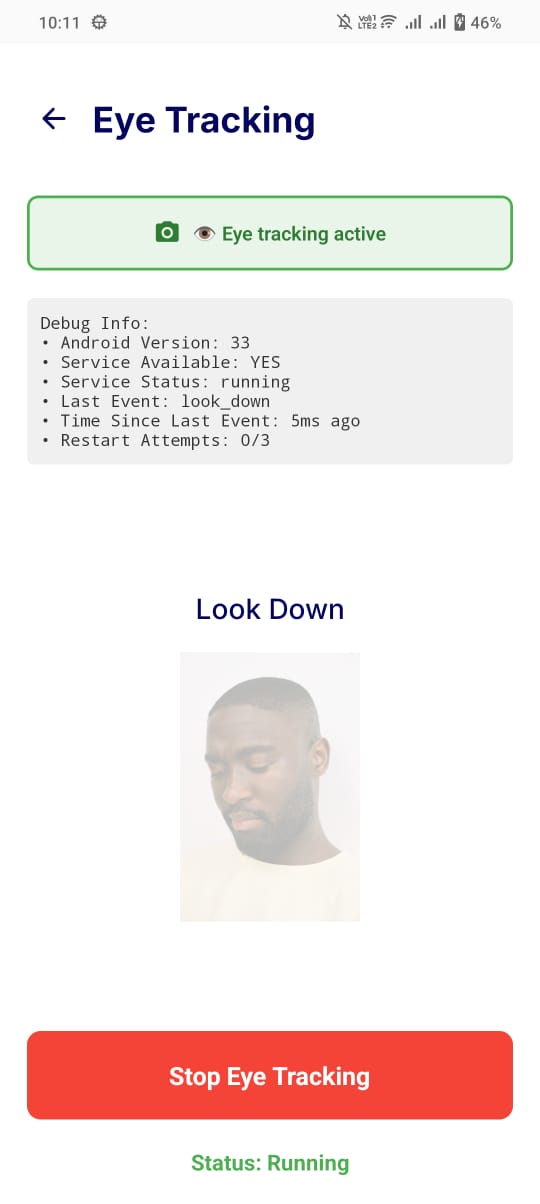 10:11
46%
Eye Tracking
Eye tracking active
Debug Info:
• Android Version: 33
• Service Available: YES
• Service Status: running
• Last Event: look_down
• Time Since Last Event: 5ms ago
• Restart Attempts: 0/3
Look Down
Stop Eye Tracking
Status: Running